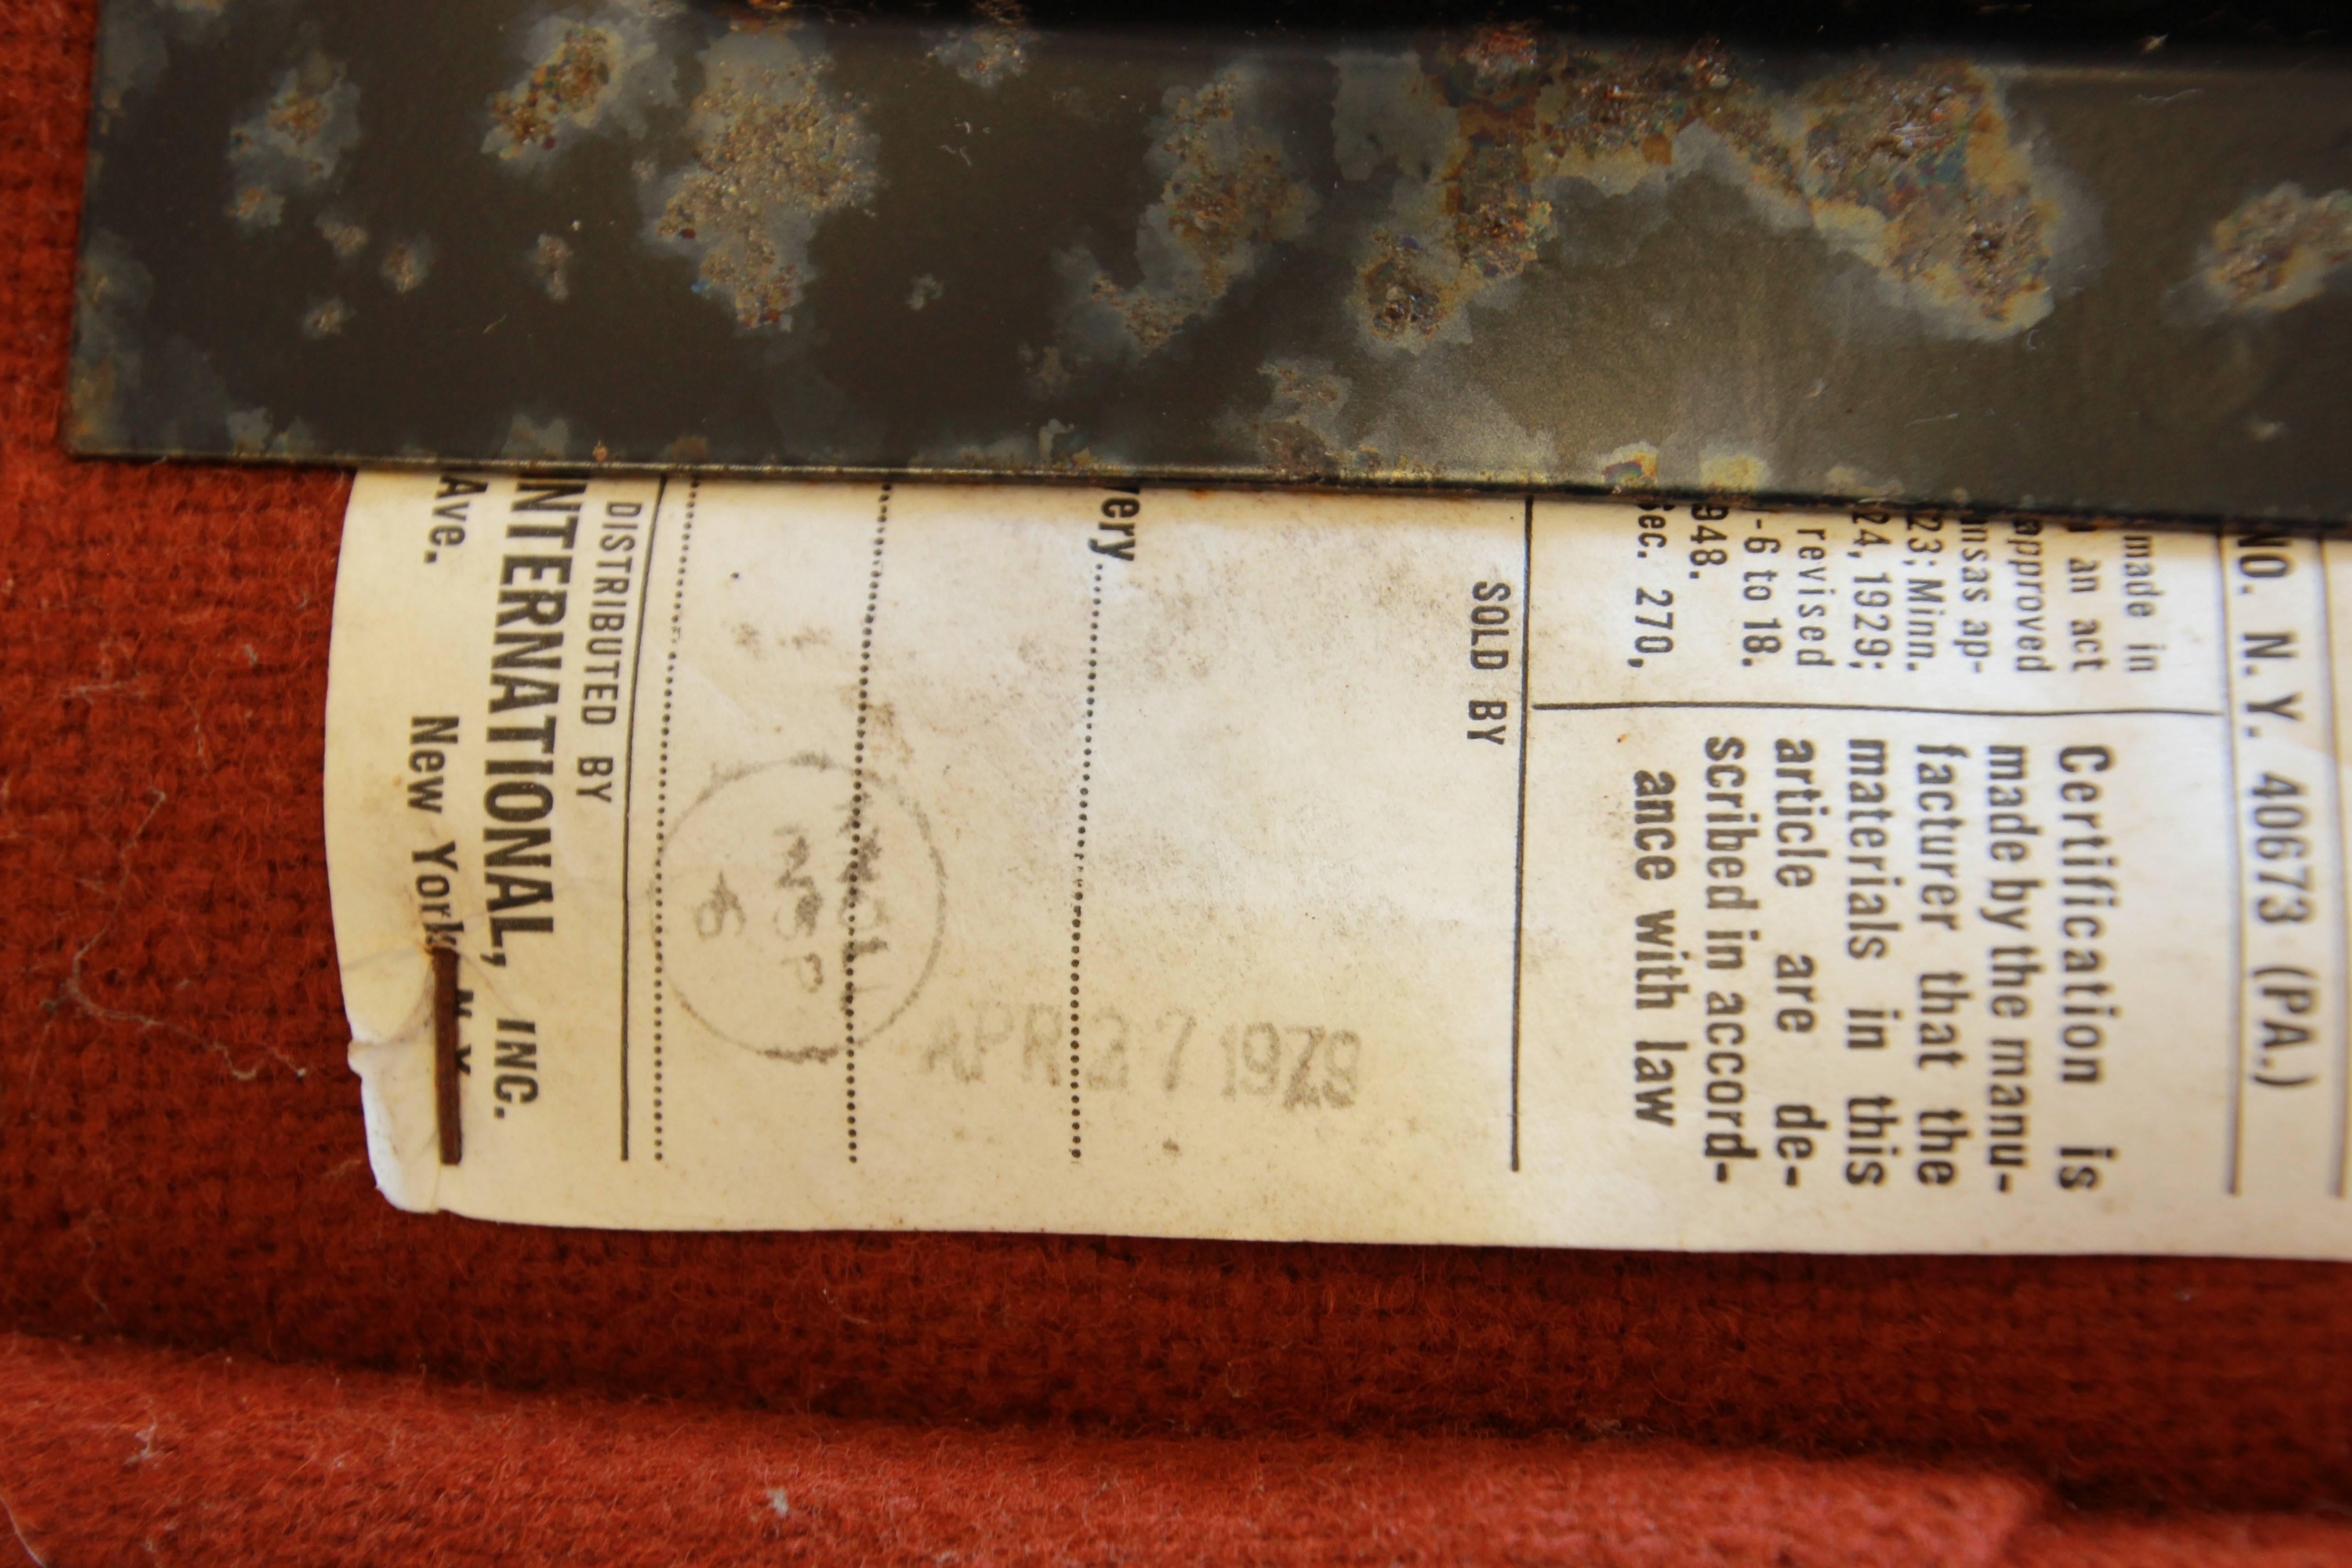 NO. N. Y. 40673 (PA.)
made in
an act
approved
nsas ap-
23; Minn.
24, 1929;
revised
-6 to 18.
948.
ec. 270,
Certification is
made by the manu-
facturer that the
materials in this
article are de-
scribed in accord-
ance with law
SOLD BY
APR 27 1979
very
DISTRIBUTED BY
NTERNATIONAL, INC.
Ave. New York